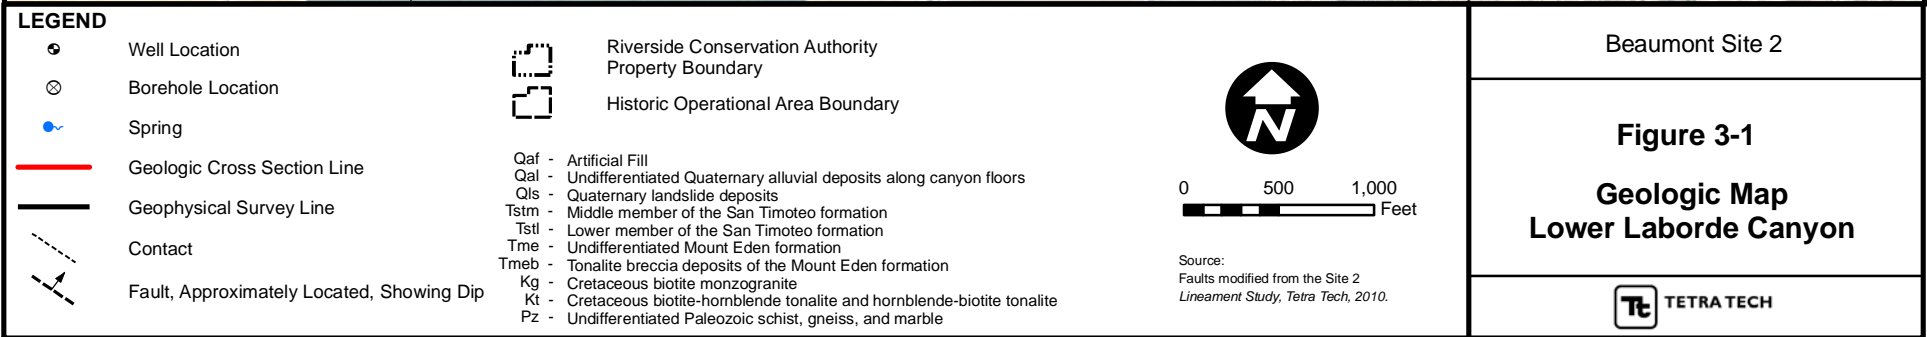 LEGEND
Well Location
Borehole Location
Spring
Geologic Cross Section Line
Geophysical Survey Line
Contact
Fault, Approximately Located, Showing Dip
Riverside Conservation Authority
Property Boundary
Historic Operational Area Boundary
Qaf - Artificial Fill
Qal - Undifferentiated Quaternary alluvial deposits along canyon floors
Qls - Quaternary landslide deposits
Tstm - Middle member of the San Timoteo formation
Tstl - Lower member of the San Timoteo formation
Tme - Undifferentiated Mount Eden formation
Tmeb - Tonalite breccia deposits of the Mount Eden formation
Kg - Cretaceous biotite monzogranite
Kt - Cretaceous biotite-hornblende tonalite and hornblende-biotite tonalite
Pz - Undifferentiated Paleozoic schist, gneiss, and marble
N
0 500 1,000
Feet
Source:
Faults modified from the Site 2
Lineament Study, Tetra Tech, 2010.
Beaumont Site 2
Figure 3-1
Geologic Map
Lower Laborde Canyon
Tt TETRA TECH